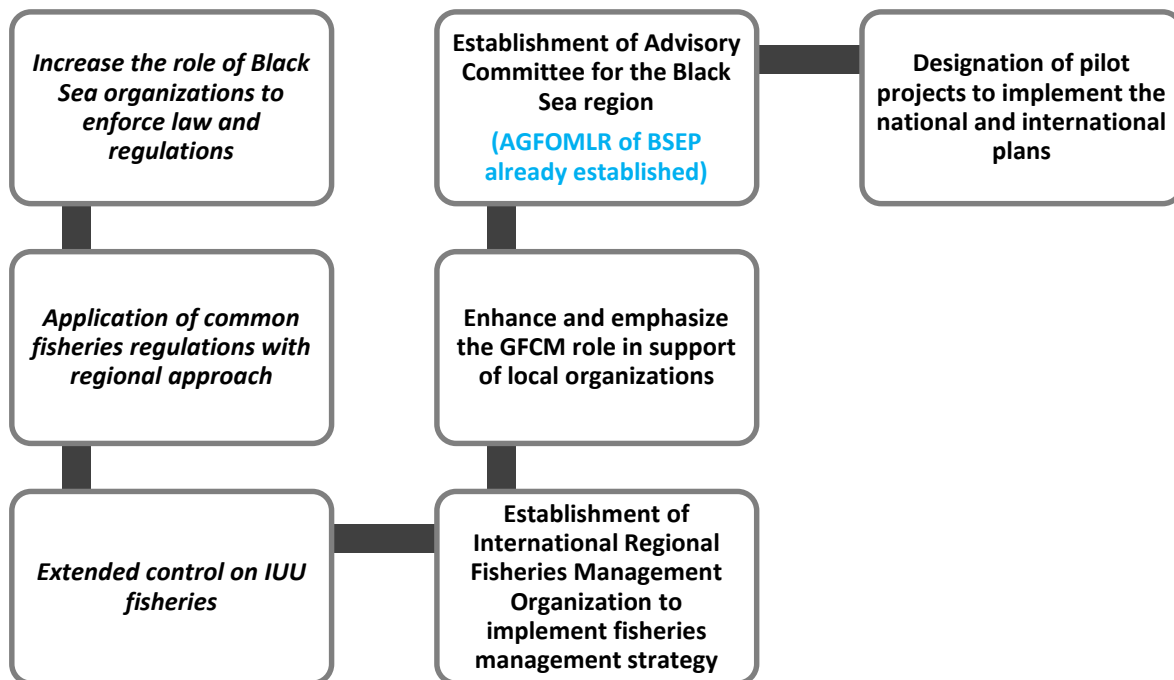 Increase the role of Black
Sea organizations to
enforce law and
regulations
Application of common
fisheries regulations with
regional approach
Extended control on IUU
fisheries
Establishment of
International Regional
Fisheries Management
Organization to
implement fisheries
management strategy
Enhance and emphasize
the GFCM role in support
of local organizations
Establishment of Advisory
Committee for the Black
Sea region
(AGFOMLR of BSEP
already established)
Designation of pilot
projects to implement the
national and international
plans